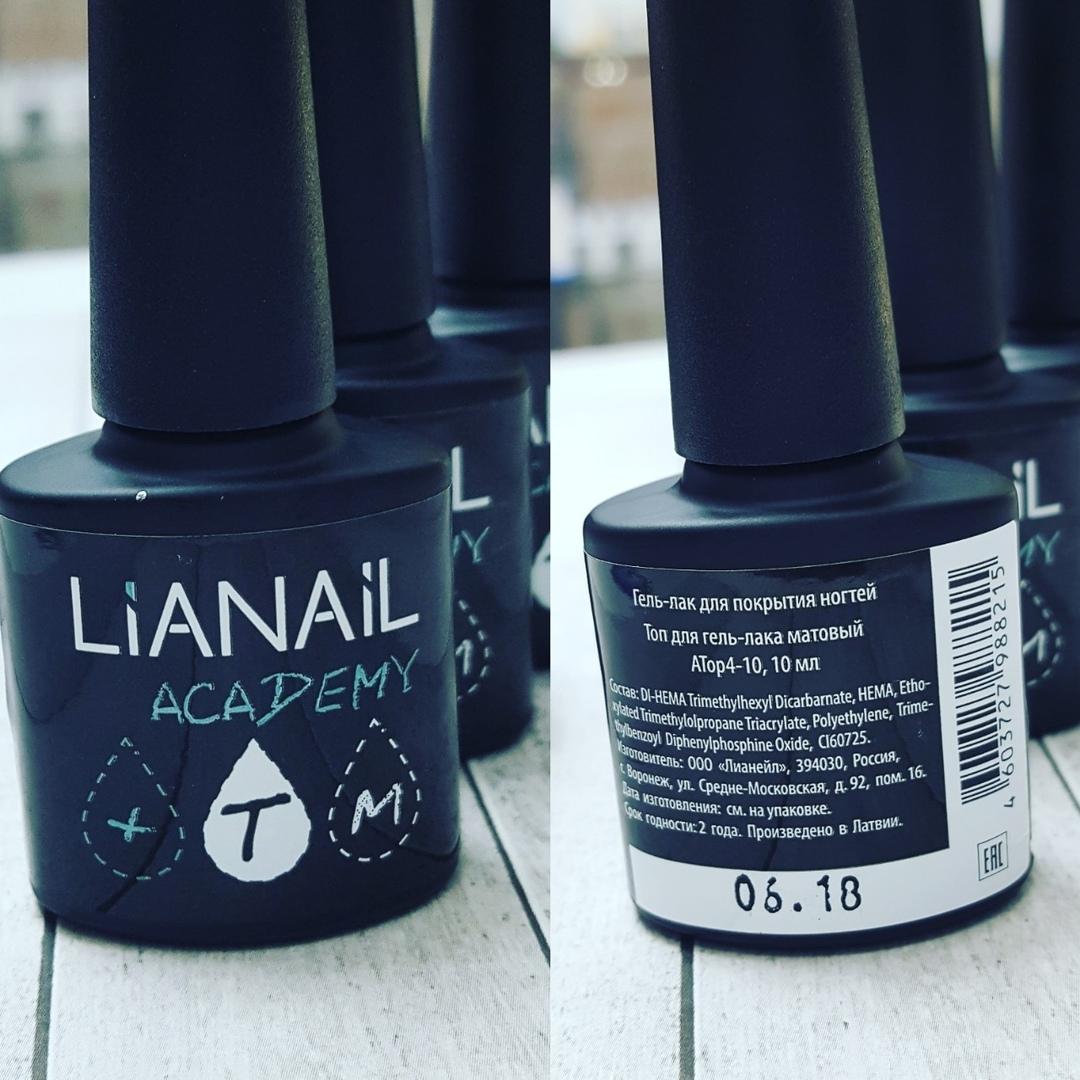 LiANAiL
ACADEMY
+ T M
Гель-лак для покрытия ногтей
Топ для гель-лака матовый
ATop4-10, 10 мл
Состав: DI-HEMA Trimethylhexyl Dicarbarnate, HEMA, Etho-
xylated Trimethylolpropane Triacrylate, Polyethylene, Trime-
thylbenzoyl Diphenylphosphine Oxide, CI60725.
Изготовитель: ООО «Лианейл», 394030, Россия,
г. Воронеж, ул. Средне-Московская, д. 92, пом. 16.
Дата изготовления: см. на упаковке.
Срок годности: 2 года. Произведено в Латвии.
4 603727 988215
EAC
06.18